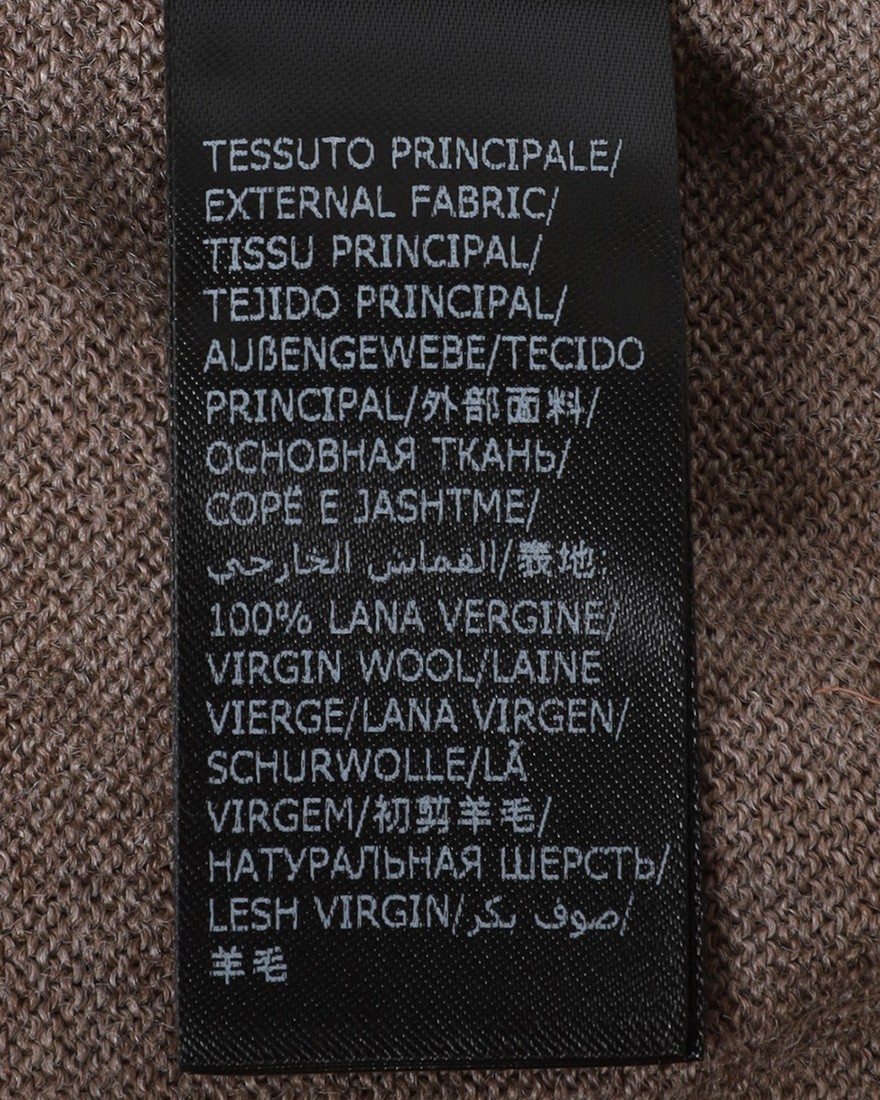 TESSUTO PRINCIPALE/
EXTERNAL FABRIC/
TISSU PRINCIPAL/
TEJIDO PRINCIPAL/
AUßENGEWEBE/TECIDO
PRINCIPAL/外部面料/
ОСНОВНАЯ ТКАНЬ/
COPË E JASHTME/
القماش الخارجي/表地:
100% LANA VERGINE/
VIRGIN WOOL/LAINE
VIERGE/LANA VIRGEN/
SCHURWOLLE/LÃ
VIRGEM/初剪羊毛/
НАТУРАЛЬНАЯ ШЕРСТЬ/
LESH VIRGIN/صوف بكر/
羊毛